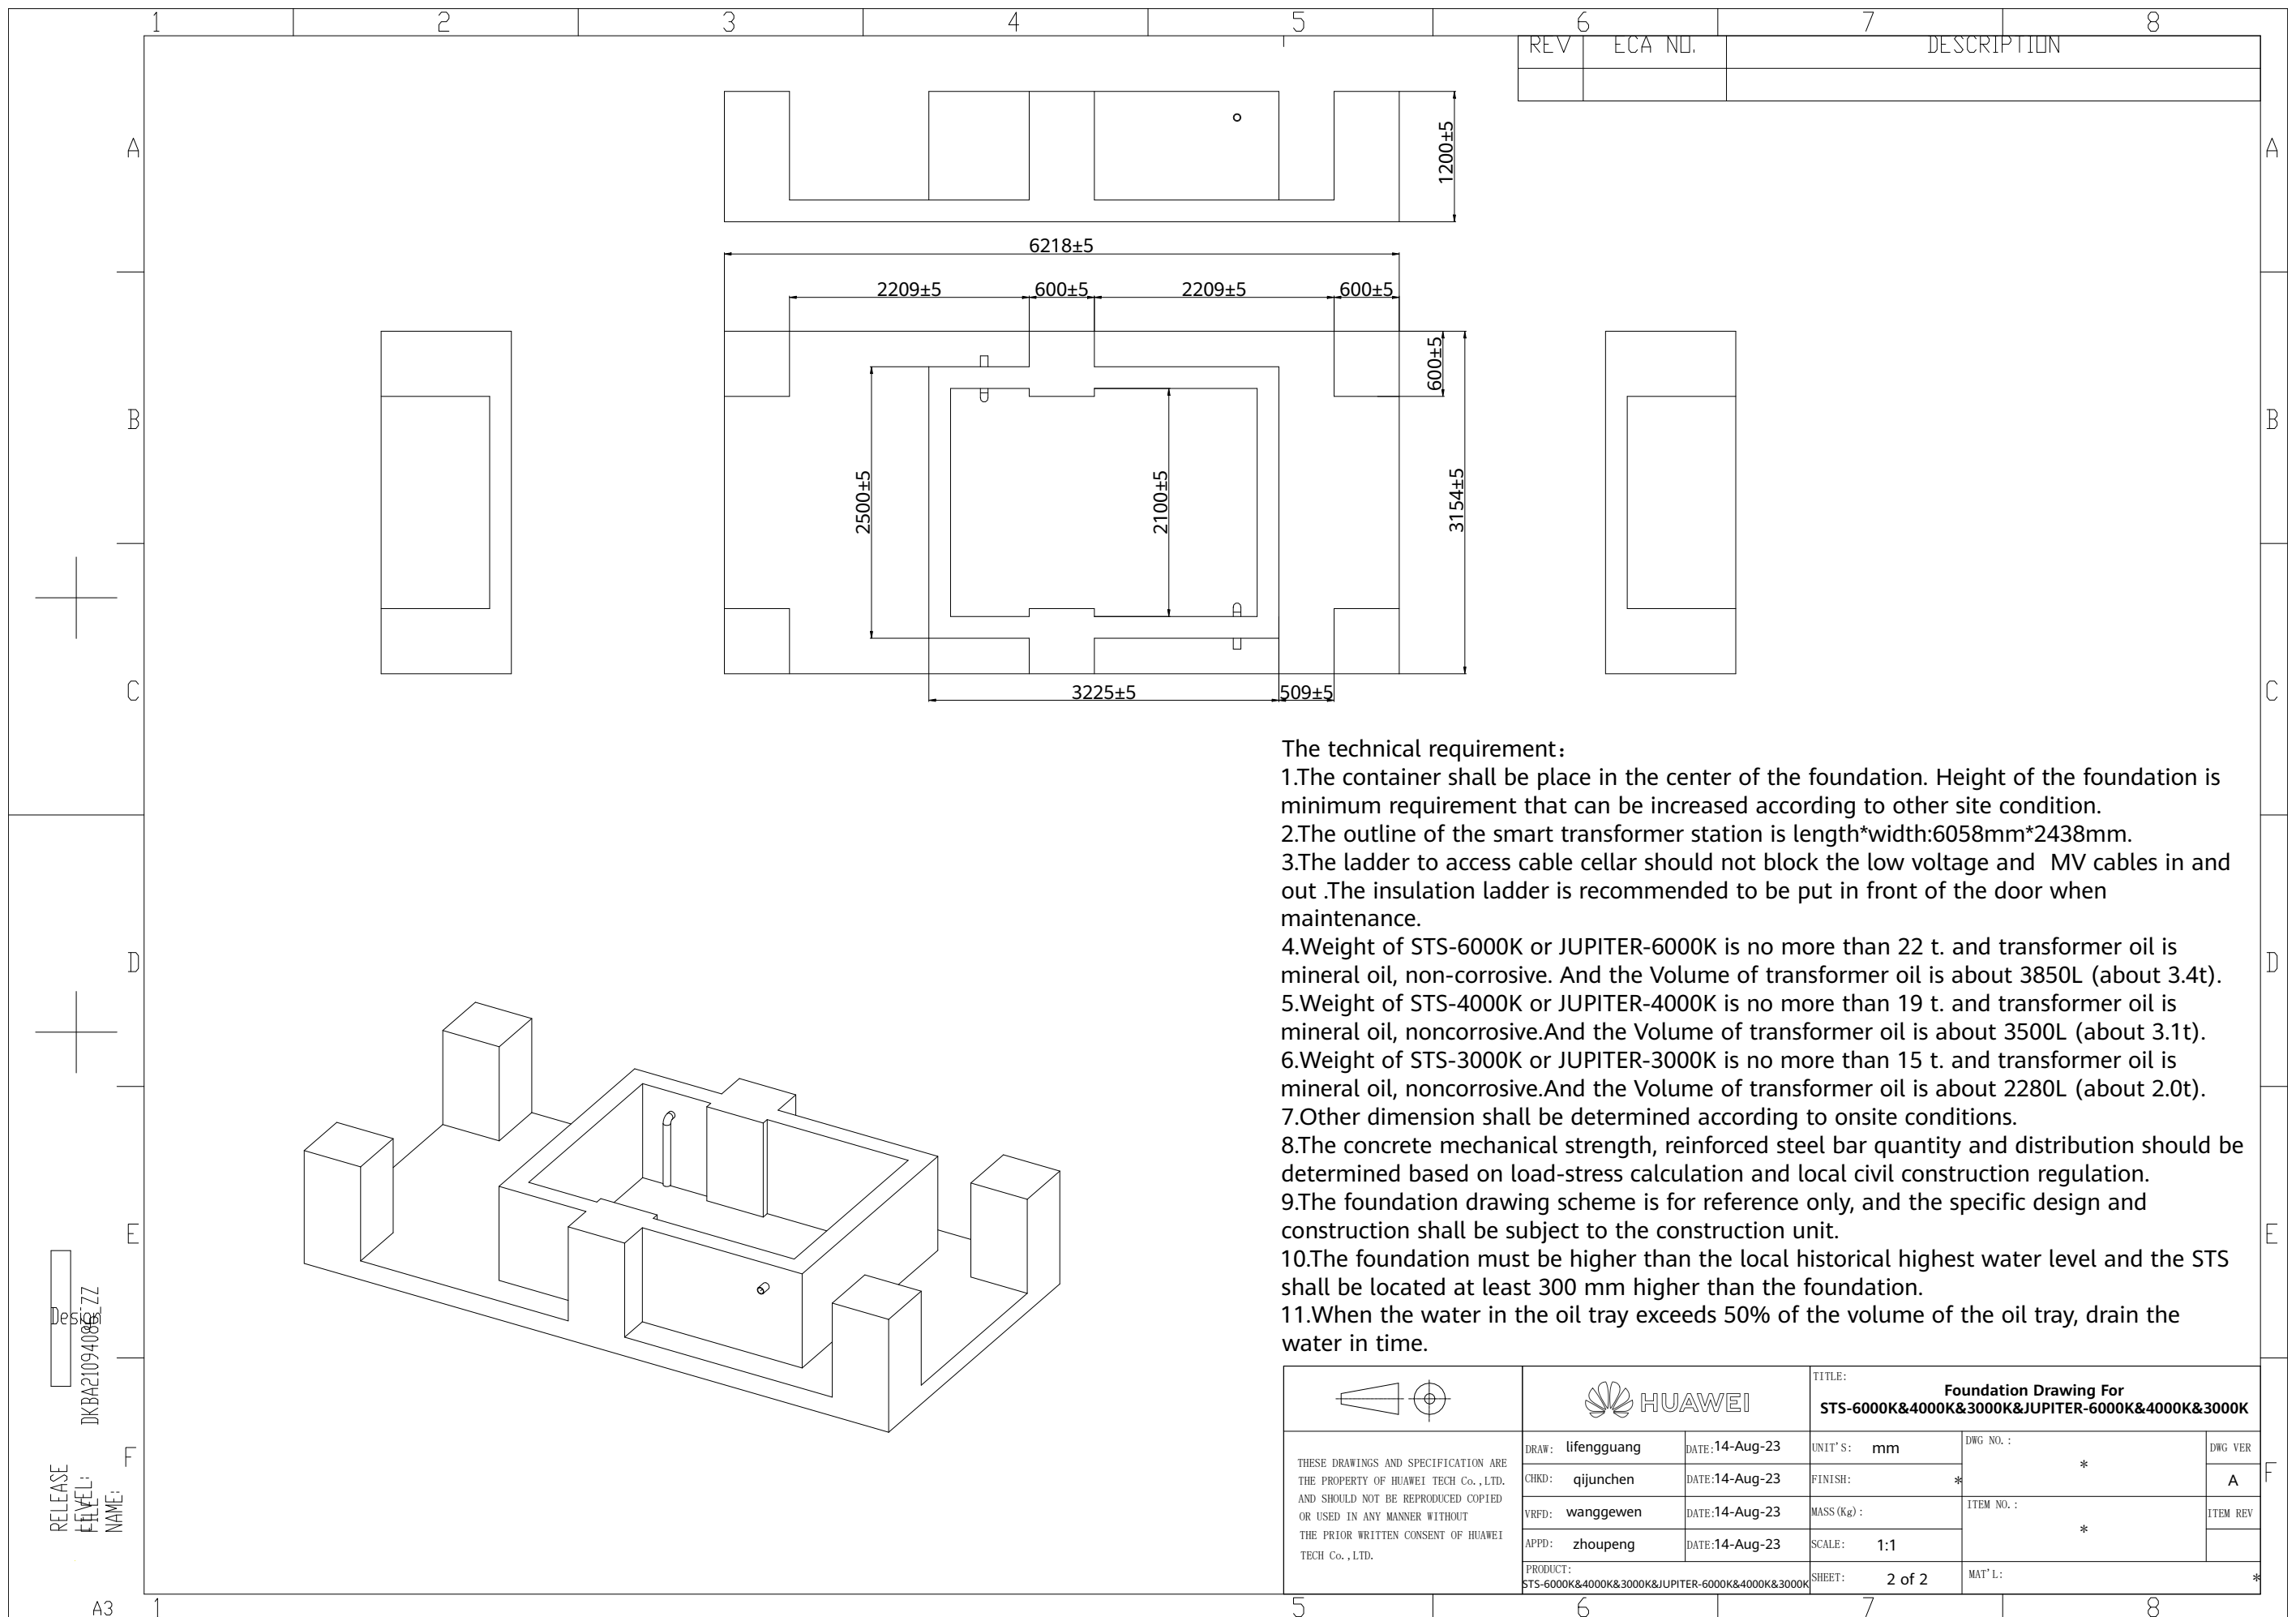 1 2 3 4 5 6 7 8
REV ECA NO. DESCRIPTION
A A
1200±5
6218±5
2209±5 600±5 2209±5 600±5
600±5
B B
2500±5
2100±5
3154±5
C C
3225±5 509±5
The technical requirement：
1.The container shall be place in the center of the foundation. Height of the foundation is
minimum requirement that can be increased according to other site condition.
2.The outline of the smart transformer station is length*width:6058mm*2438mm.
3.The ladder to access cable cellar should not block the low voltage and MV cables in and
out .The insulation ladder is recommended to be put in front of the door when
maintenance.
4.Weight of STS-6000K or JUPITER-6000K is no more than 22 t. and transformer oil is
mineral oil, non-corrosive. And the Volume of transformer oil is about 3850L (about 3.4t).
5.Weight of STS-4000K or JUPITER-4000K is no more than 19 t. and transformer oil is
mineral oil, noncorrosive.And the Volume of transformer oil is about 3500L (about 3.1t).
6.Weight of STS-3000K or JUPITER-3000K is no more than 15 t. and transformer oil is
mineral oil, noncorrosive.And the Volume of transformer oil is about 2280L (about 2.0t).
7.Other dimension shall be determined according to onsite conditions.
8.The concrete mechanical strength, reinforced steel bar quantity and distribution should be
determined based on load-stress calculation and local civil construction regulation.
9.The foundation drawing scheme is for reference only, and the specific design and
construction shall be subject to the construction unit.
10.The foundation must be higher than the local historical highest water level and the STS
shall be located at least 300 mm higher than the foundation.
11.When the water in the oil tray exceeds 50% of the volume of the oil tray, drain the
water in time.
D D
E E
F F
Design
RELEASE
LEVEL:
FILE
NAME:
HUAWEI
TITLE:
Foundation Drawing For
STS-6000K&4000K&3000K&JUPITER-6000K&4000K&3000K
THESE DRAWINGS AND SPECIFICATION ARE
THE PROPERTY OF HUAWEI TECH Co.,LTD.
AND SHOULD NOT BE REPRODUCED COPIED
OR USED IN ANY MANNER WITHOUT
THE PRIOR WRITTEN CONSENT OF HUAWEI
TECH Co.,LTD.
DRAW: lifengguang DATE:14-Aug-23
CHKD: qijunchen DATE:14-Aug-23
VRFD: wanggewen DATE:14-Aug-23
APPD: zhoupeng DATE:14-Aug-23
PRODUCT:
STS-6000K&4000K&3000K&JUPITER-6000K&4000K&3000K
UNIT'S: mm
FINISH: *
MASS(Kg):
SCALE: 1:1
SHEET: 2 of 2
DWG NO.:
*
DWG VER
A
ITEM NO.:
*
ITEM REV
MAT'L: *
A3 1 5 6 7 8